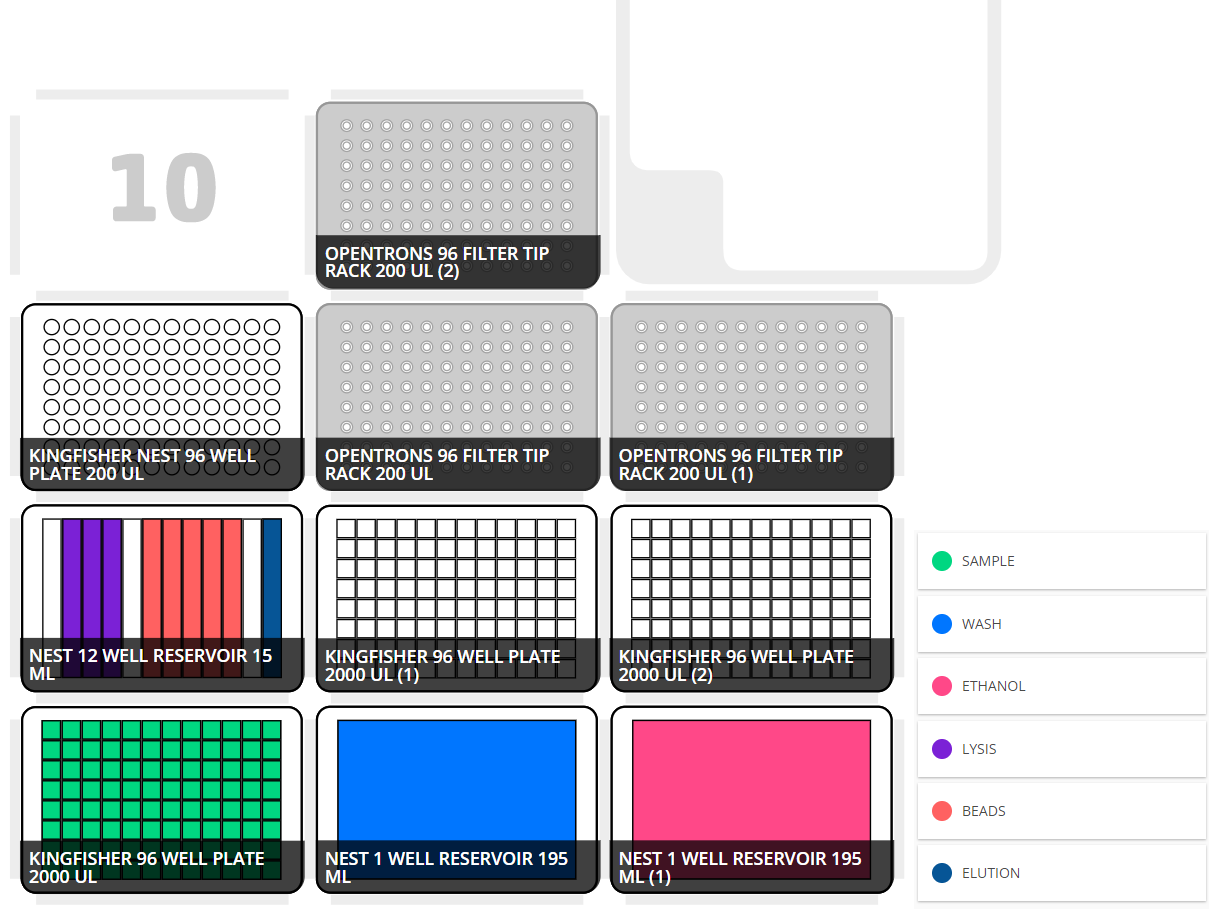 10
OPENTRONS 96 FILTER TIP
RACK 200 UL (2)
KINGFISHER NEST 96 WELL
PLATE 200 UL
OPENTRONS 96 FILTER TIP
RACK 200 UL
OPENTRONS 96 FILTER TIP
RACK 200 UL (1)
NEST 12 WELL RESERVOIR 15
ML
KINGFISHER 96 WELL PLATE
2000 UL (1)
KINGFISHER 96 WELL PLATE
2000 UL (2)
KINGFISHER 96 WELL PLATE
2000 UL
NEST 1 WELL RESERVOIR 195
ML
NEST 1 WELL RESERVOIR 195
ML (1)
SAMPLE
WASH
ETHANOL
LYSIS
BEADS
ELUTION